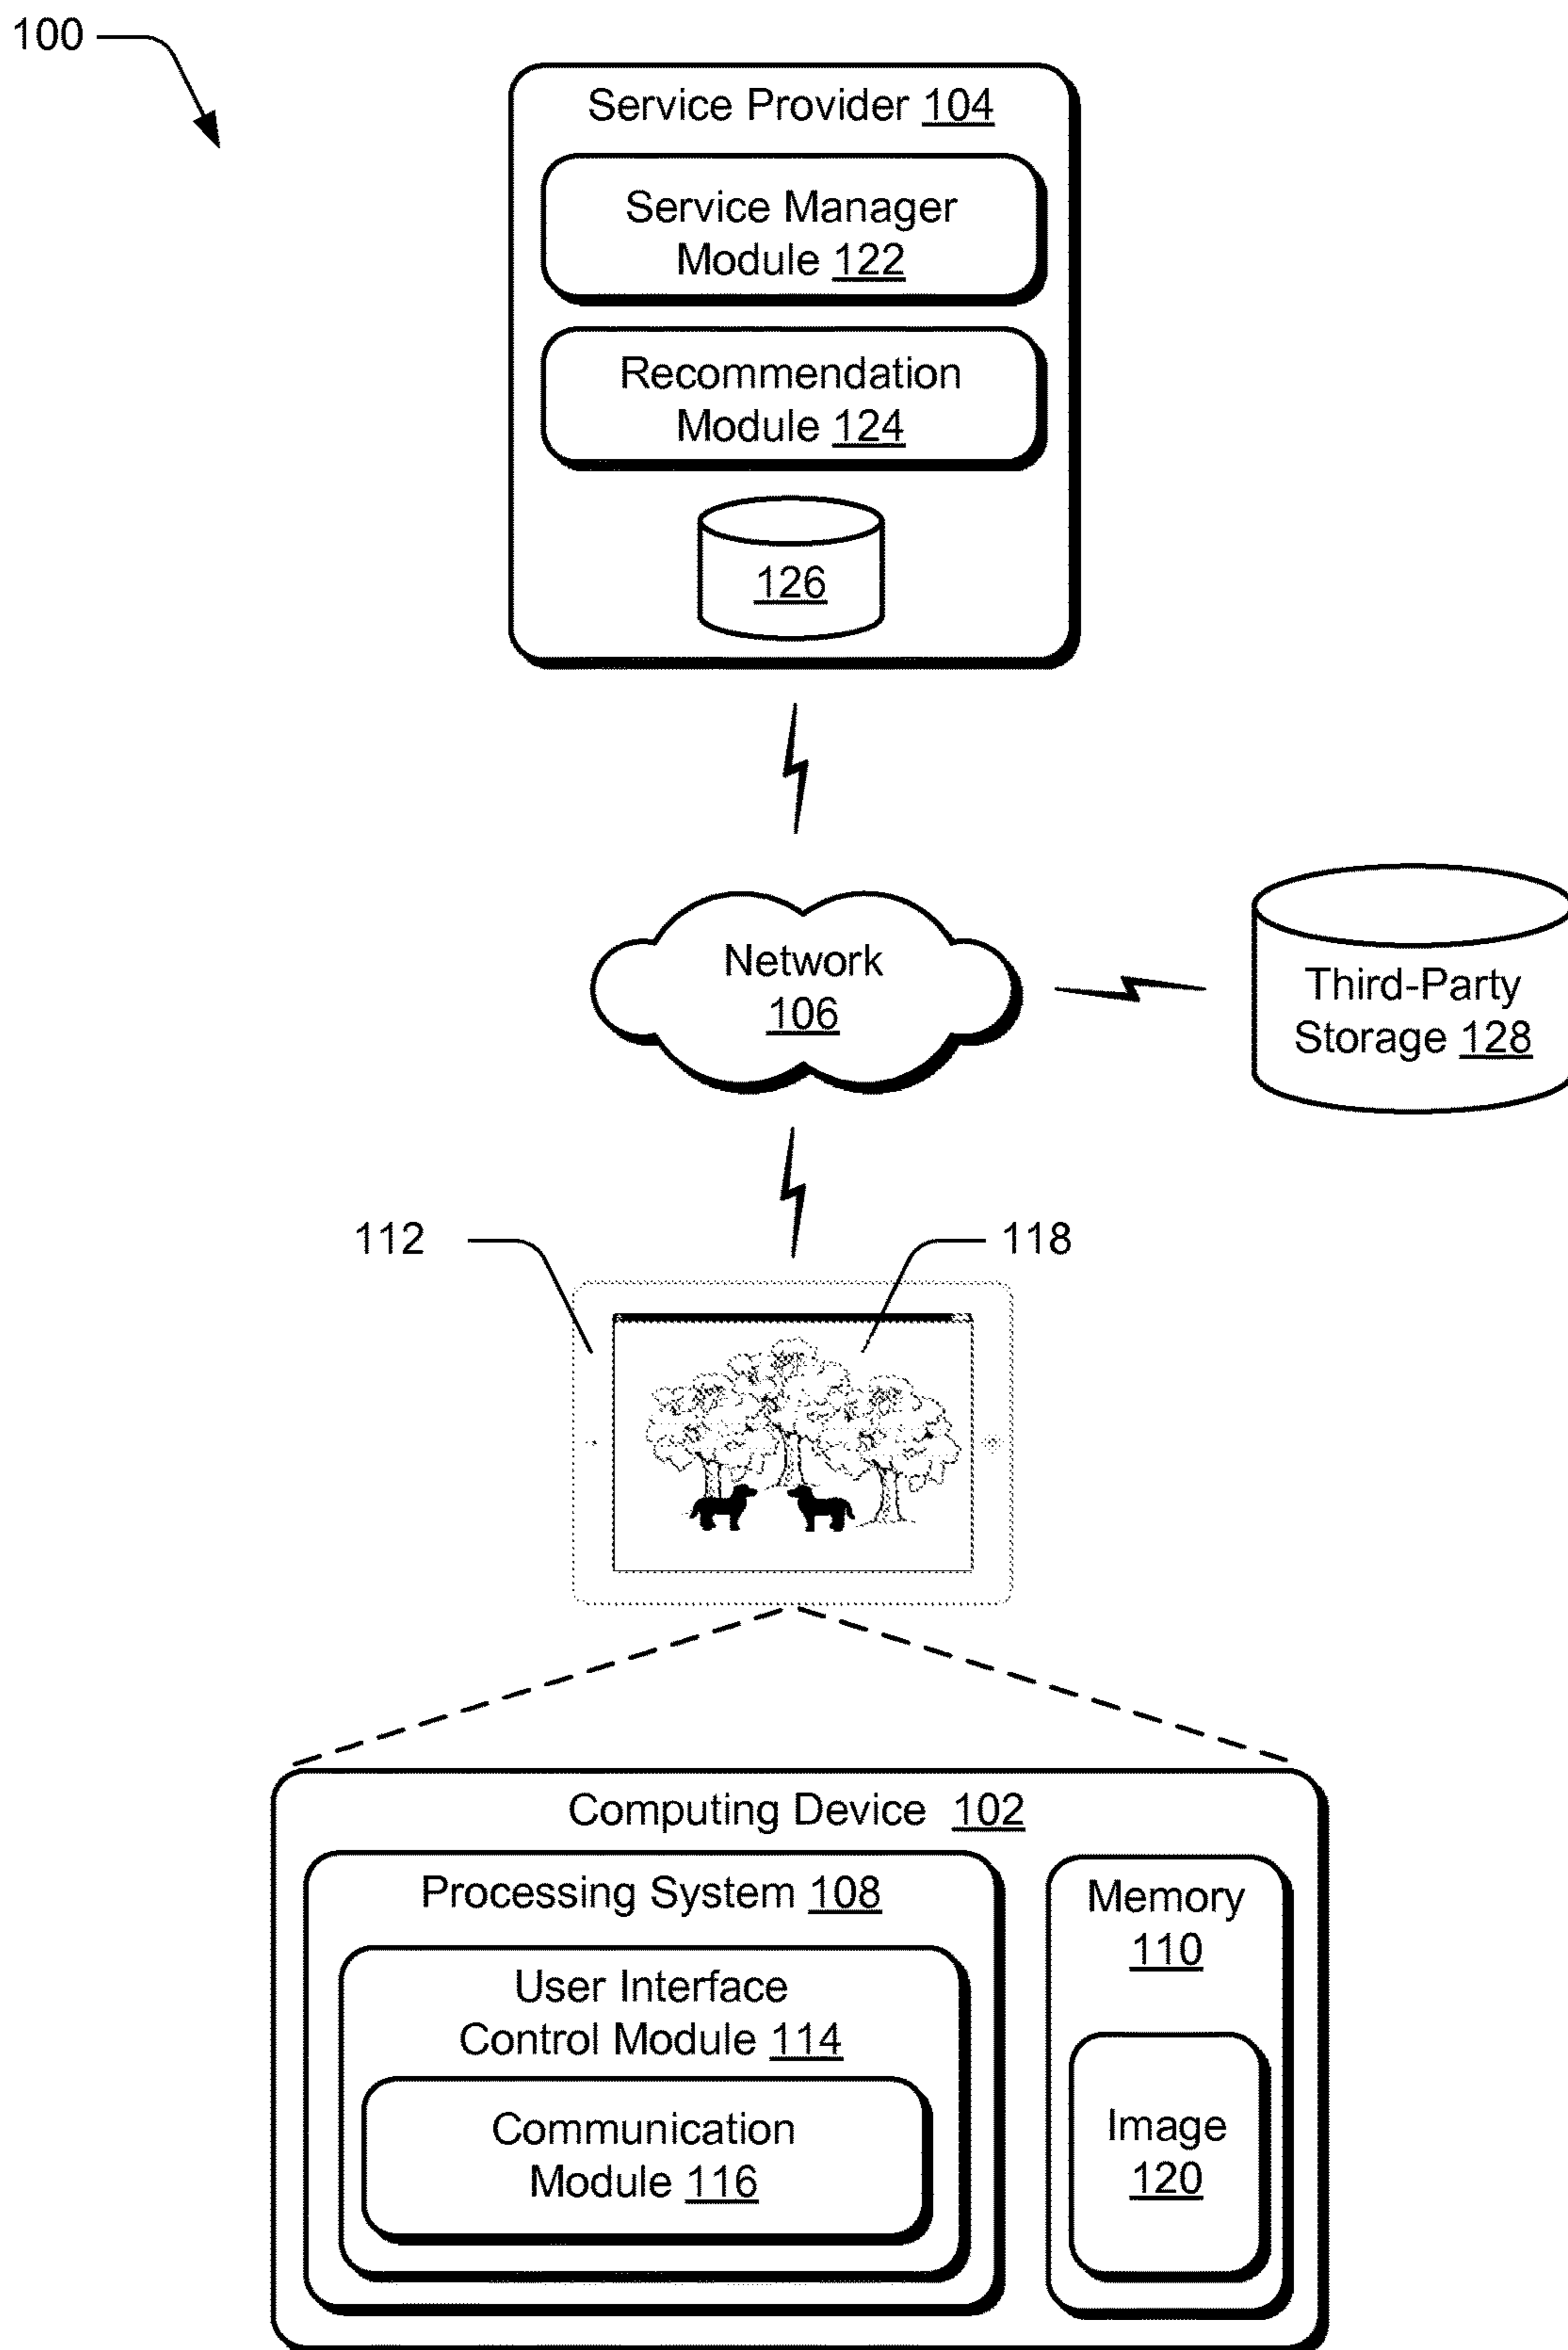 100
Service Provider 104
Service Manager
Module 122
Recommendation
Module 124
126
Network
106
Third-Party
Storage 128
112
118
Computing Device 102
Processing System 108
User Interface
Control Module 114
Communication
Module 116
Memory
110
Image
120